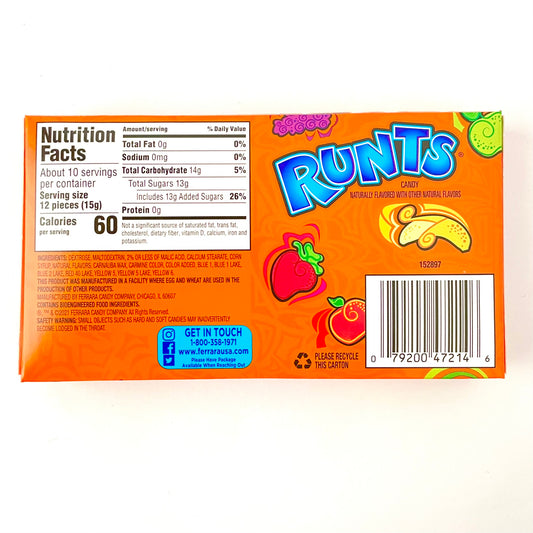 Nutrition
Facts
About 10 servings
per container
Serving size
12 pieces (15g)
Calories
per serving
60
Amount/serving % Daily Value
Total Fat 0g 0%
Sodium 0mg 0%
Total Carbohydrate 14g 5%
Total Sugars 13g
Includes 13g Added Sugars 26%
Protein 0g
Not a significant source of saturated fat, trans fat,
cholesterol, dietary fiber, vitamin D, calcium, iron and
potassium.
INGREDIENTS: DEXTROSE, MALTODEXTRIN, 2% OR LESS OF MALIC ACID, CALCIUM STEARATE, CORN
SYRUP, NATURAL FLAVORS, CARNAUBA WAX, CARMINE COLOR, COLOR ADDED, BLUE 1, BLUE 1 LAKE,
BLUE 2 LAKE, RED 40 LAKE, YELLOW 5, YELLOW 5 LAKE, YELLOW 6.
THIS PRODUCT WAS MANUFACTURED IN A FACILITY WHERE EGG AND WHEAT ARE USED IN THE
PRODUCTION OF OTHER PRODUCTS.
MANUFACTURED BY FERRARA CANDY COMPANY, CHICAGO, IL 60607
CONTAINS BIOENGINEERED FOOD INGREDIENTS.
®, ™ & ©2021 FERRARA CANDY COMPANY ALL RIGHTS RESERVED.
SAFETY WARNING: SMALL OBJECTS SUCH AS HARD AND SOFT CANDIES MAY INADVERTENTLY
BECOME LODGED IN THE THROAT.
GET IN TOUCH
1-800-358-1971
www.ferrarausa.com
Please Have Package
Available When Reaching Out
RUNTS®
CANDY
NATURALLY FLAVORED WITH OTHER NATURAL FLAVORS
152897
PLEASE RECYCLE
THIS CARTON
0 79200 47214 6